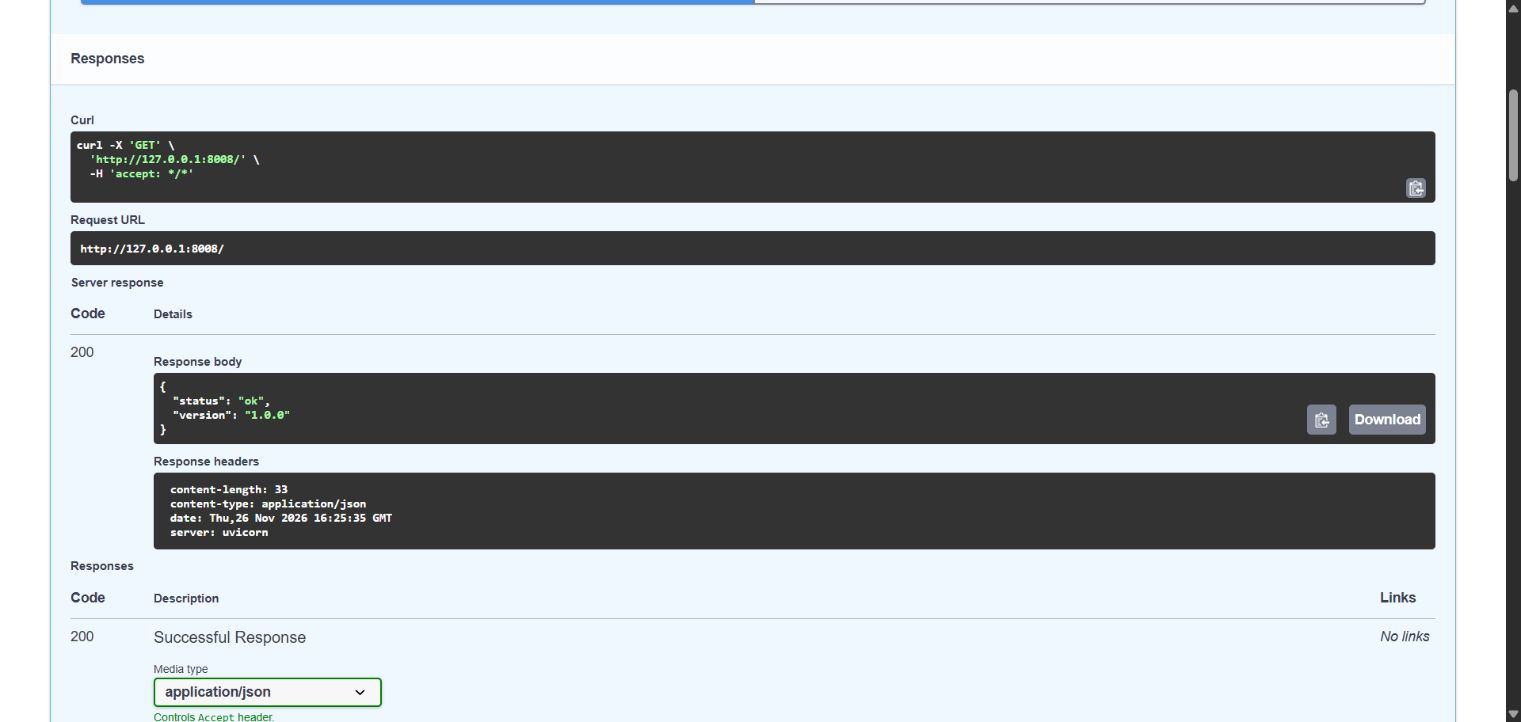 Responses
Curl
curl -X 'GET' \
  'http://127.0.0.1:8008/' \
  -H 'accept: */*'
Request URL
http://127.0.0.1:8008/
Server response
Code Details
200
Response body
{
  "status": "ok",
  "version": "1.0.0"
}
Download
Response headers
content-length: 33
content-type: application/json
date: Thu,26 Nov 2026 16:25:35 GMT
server: uvicorn
Responses
Code Description Links
200 Successful Response No links
Media type
application/json
Controls Accept header.